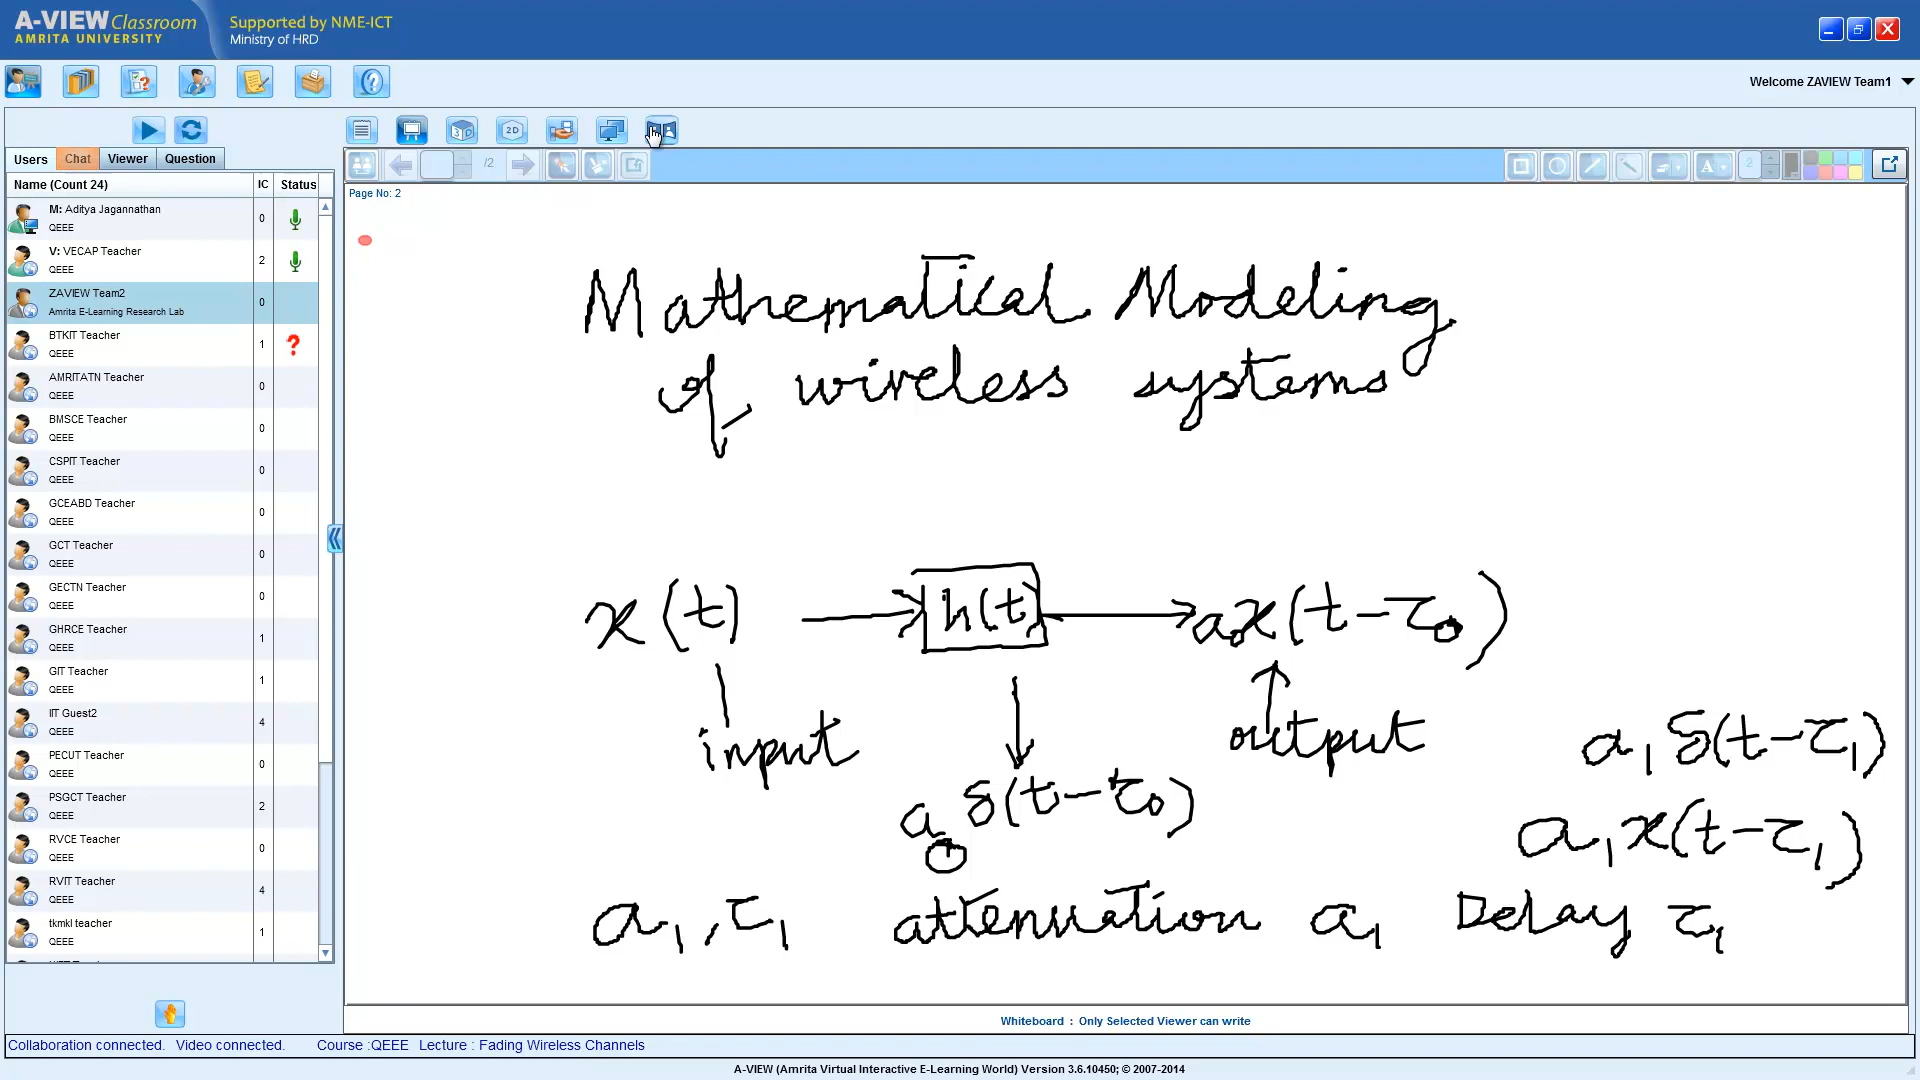 A-VIEW Classroom
AMRITA UNIVERSITY
Supported by NME-ICT
Ministry of HRD
Welcome ZAVIEW Team1
Users Chat Viewer Question
Name (Count 24) IC Status
M: Aditya Jagannathan 0
QEEE
V: VECAP Teacher 2
QEEE
ZAVIEW Team2 0
Amrita E-Learning Research Lab
BTKIT Teacher 1 ?
QEEE
AMRITATN Teacher 0
QEEE
BMSCE Teacher 0
QEEE
CSPIT Teacher 0
QEEE
GCEABD Teacher 0
QEEE
GCT Teacher 0
QEEE
GECTN Teacher 0
QEEE
GHRCE Teacher 1
QEEE
GIT Teacher 1
QEEE
IIT Guest2 4
QEEE
PECUT Teacher 0
QEEE
PSGCT Teacher 2
QEEE
RVCE Teacher 0
QEEE
RVIT Teacher 4
QEEE
tkmkl teacher 1
QEEE
3D 2D
/2 A 2
Page No: 2
Mathematical Modeling
of wireless systems
x(t) → h(t) → a₀x(t-τ₀)
input output
a₀ δ(t-τ₀)
a₁ δ(t-τ₁)
a₁x(t-τ₁)
a₁, τ₁ attenuation a₁ Delay τ₁
Whiteboard : Only Selected Viewer can write
Collaboration connected. Video connected. Course :QEEE Lecture : Fading Wireless Channels
A-VIEW (Amrita Virtual Interactive E-Learning World) Version 3.6.10450; © 2007-2014